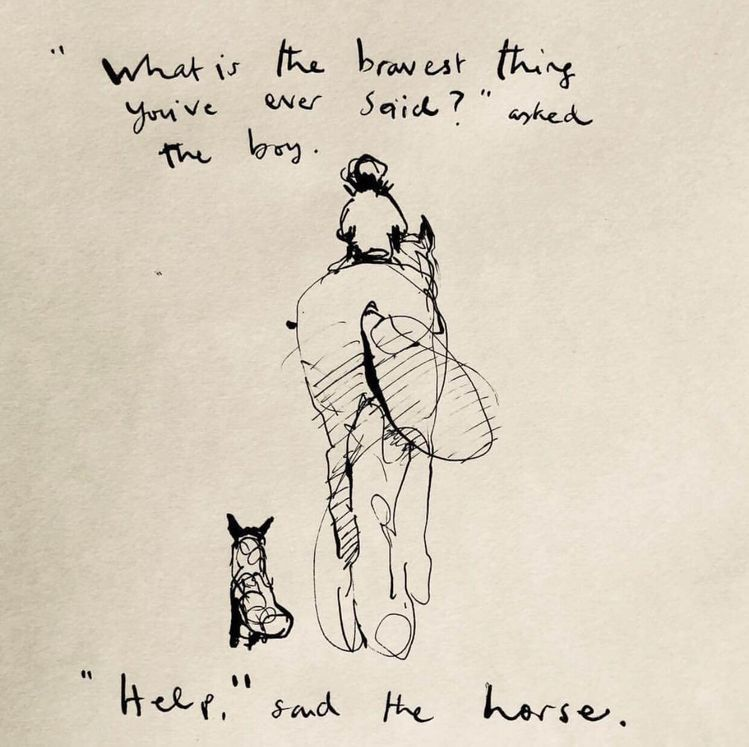 " What is the bravest thing
you've ever said?" asked
the boy.
"Help," said the horse.